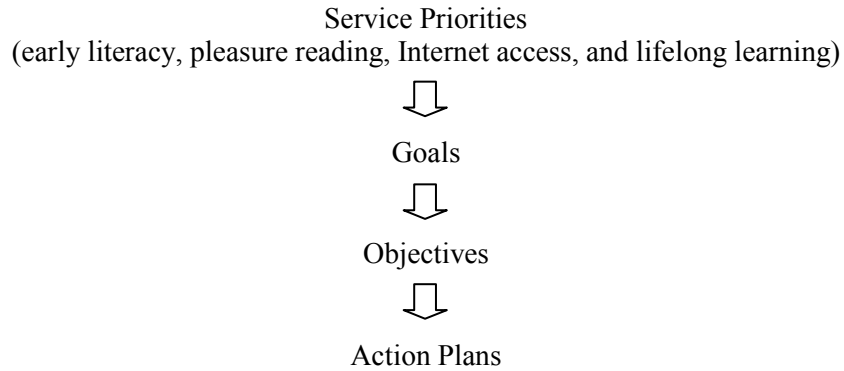 Service Priorities
(early literacy, pleasure reading, Internet access, and lifelong learning)
Goals
Objectives
Action Plans